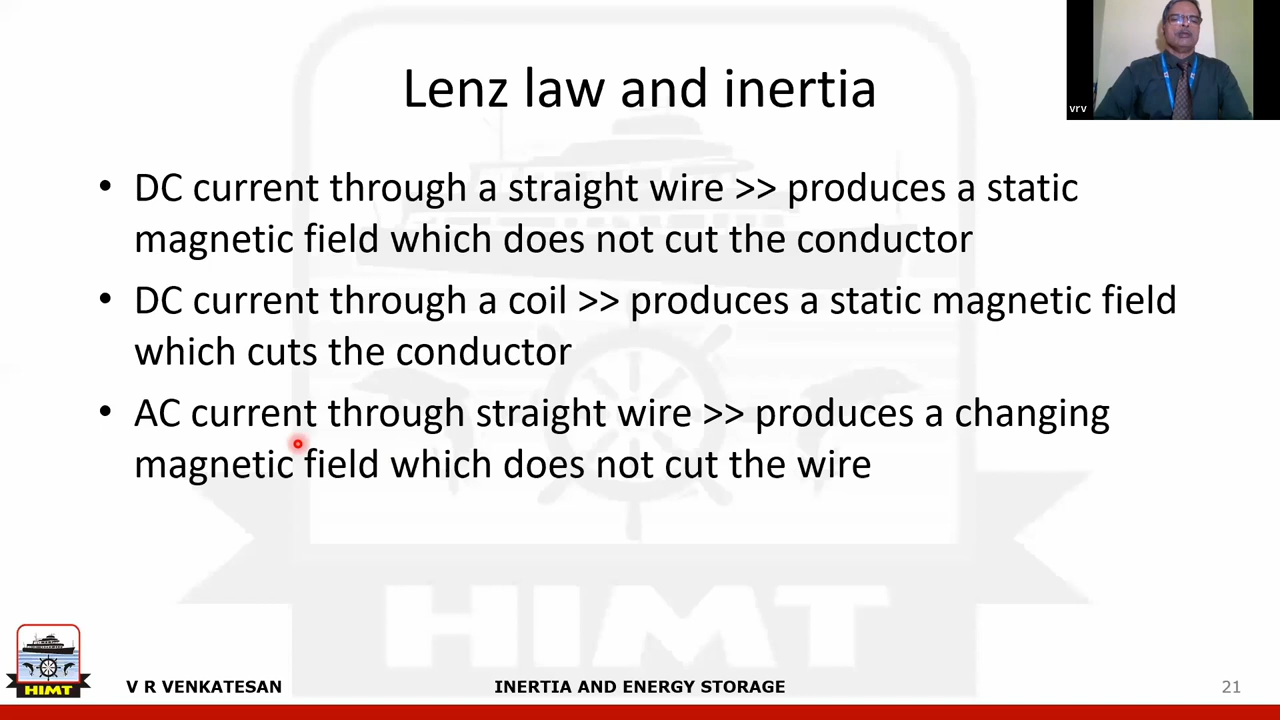 Lenz law and inertia
vrv
• DC current through a straight wire >> produces a static
magnetic field which does not cut the conductor
• DC current through a coil >> produces a static magnetic field
which cuts the conductor
• AC current through straight wire >> produces a changing
magnetic field which does not cut the wire
HIMT
HIMT
V R VENKATESAN
INERTIA AND ENERGY STORAGE
21